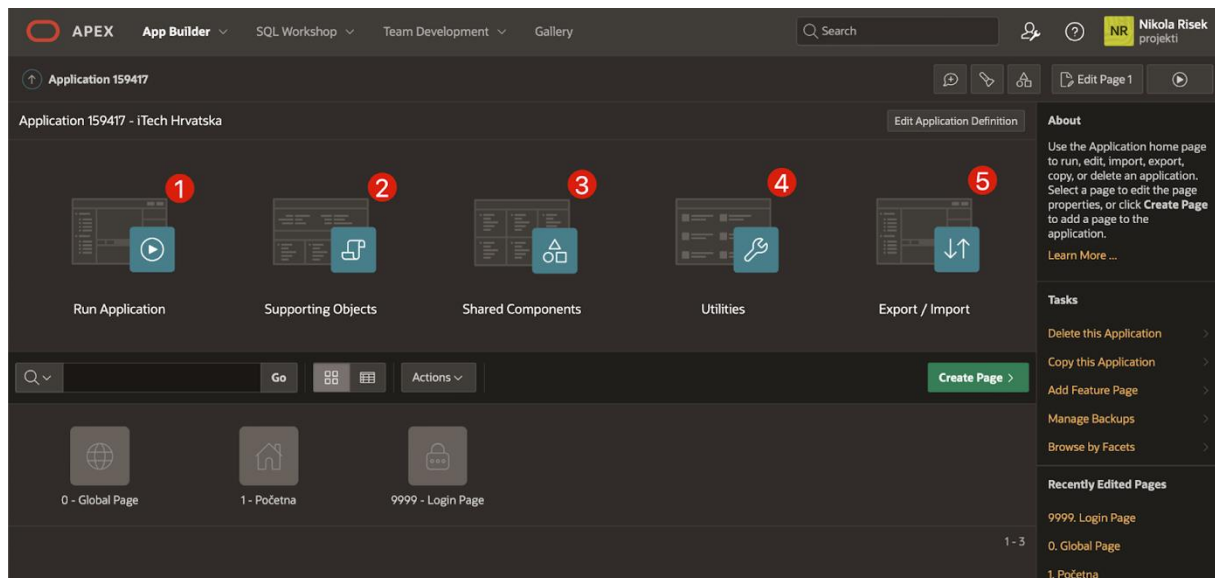 APEX App Builder SQL Workshop Team Development Gallery Search Nikola Risek
NR projekti
Application 159417 Edit Page 1
Application 159417 - iTech Hrvatska Edit Application Definition
1 2 3 4 5
Run Application Supporting Objects Shared Components Utilities Export / Import
Go Actions Create Page >
0 - Global Page 1 - Početna 9999 - Login Page
1 - 3
About
Use the Application home page
to run, edit, import, export,
copy, or delete an application.
Select a page to edit the page
properties, or click Create Page
to add a page to the
application.
Learn More ...
Tasks
Delete this Application
Copy this Application
Add Feature Page
Manage Backups
Browse by Facets
Recently Edited Pages
9999. Login Page
0. Global Page
1. Početna